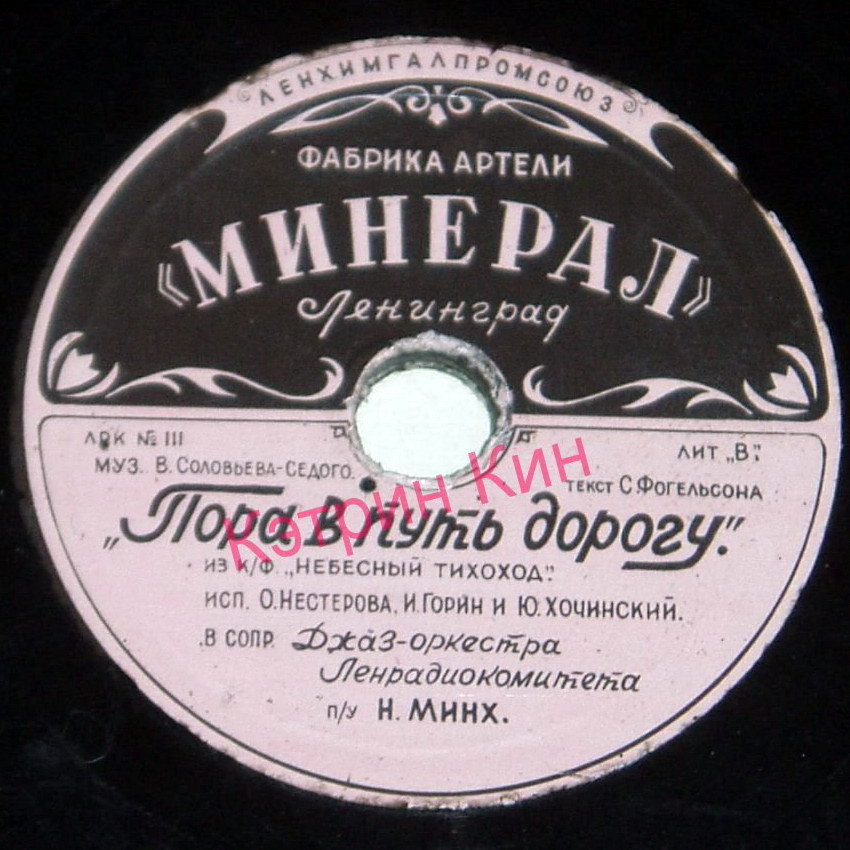 ЛЕНХИМГАЛПРОМСОЮЗ
ФАБРИКА АРТЕЛИ
«МИНЕРАЛ»
Ленинград
ЛРК № 111
ЛИТ „В".
МУЗ. В. СОЛОВЬЕВА-СЕДОГО.
ТЕКСТ С. ФОГЕЛЬСОНА
„Пора в путь дорогу."
ИЗ К/Ф. „НЕБЕСНЫЙ ТИХОХОД".
ИСП. О. НЕСТЕРОВА, И. ГОРИН И Ю. ХОЧИНСКИЙ.
В СОПР. Джаз-оркестра
Ленрадиокомитета
П/У Н. МИНХ.
Кэтрин Кин